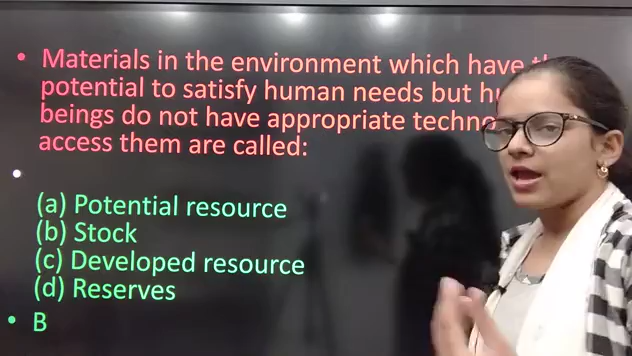 • Materials in the environment which have
potential to satisfy human needs but
beings do not have appropriate
access them are called:
(a) Potential resource
(b) Stock
(c) Developed resource
(d) Reserves
• B